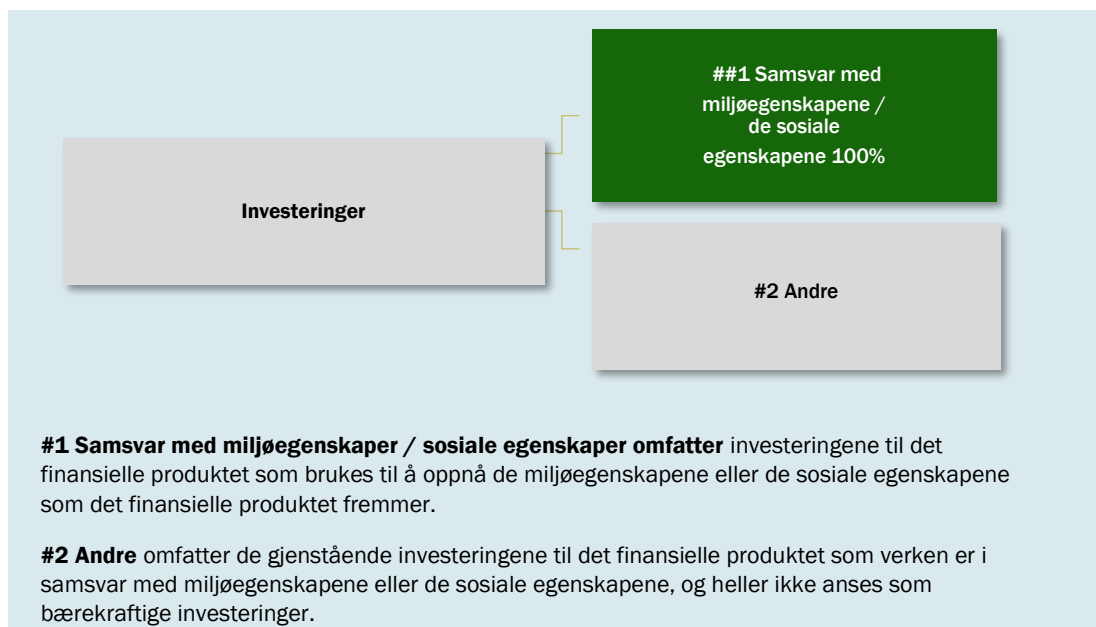 ##1 Samsvar med
miljøegenskapene /
de sosiale
egenskapene 100%
Investeringer
#2 Andre
#1 Samsvar med miljøegenskaper / sosiale egenskaper omfatter investeringene til det
finansielle produktet som brukes til å oppnå de miljøegenskapene eller de sosiale egenskapene
som det finansielle produktet fremmer.
#2 Andre omfatter de gjenstående investeringene til det finansielle produktet som verken er i
samsvar med miljøegenskapene eller de sosiale egenskapene, og heller ikke anses som
bærekraftige investeringer.